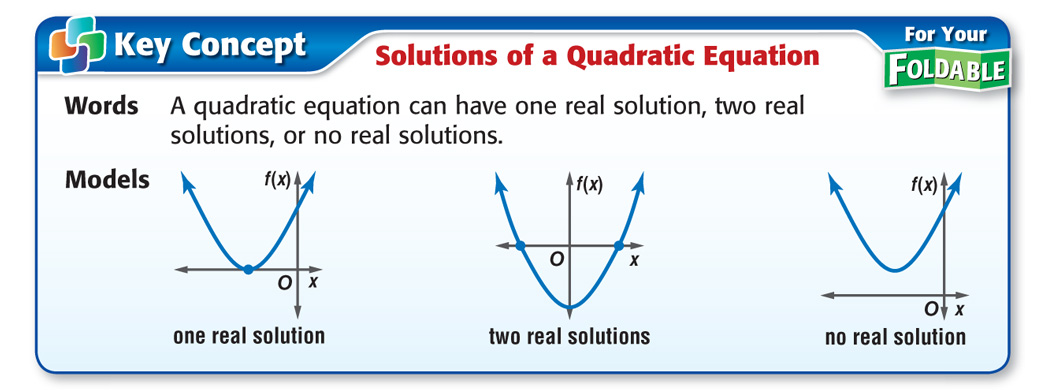 Key Concept
Solutions of a Quadratic Equation
For Your
FOLDABLE
Words A quadratic equation can have one real solution, two real
solutions, or no real solutions.
Models
f(x)
O x
one real solution
f(x)
O x
two real solutions
f(x)
O x
no real solution